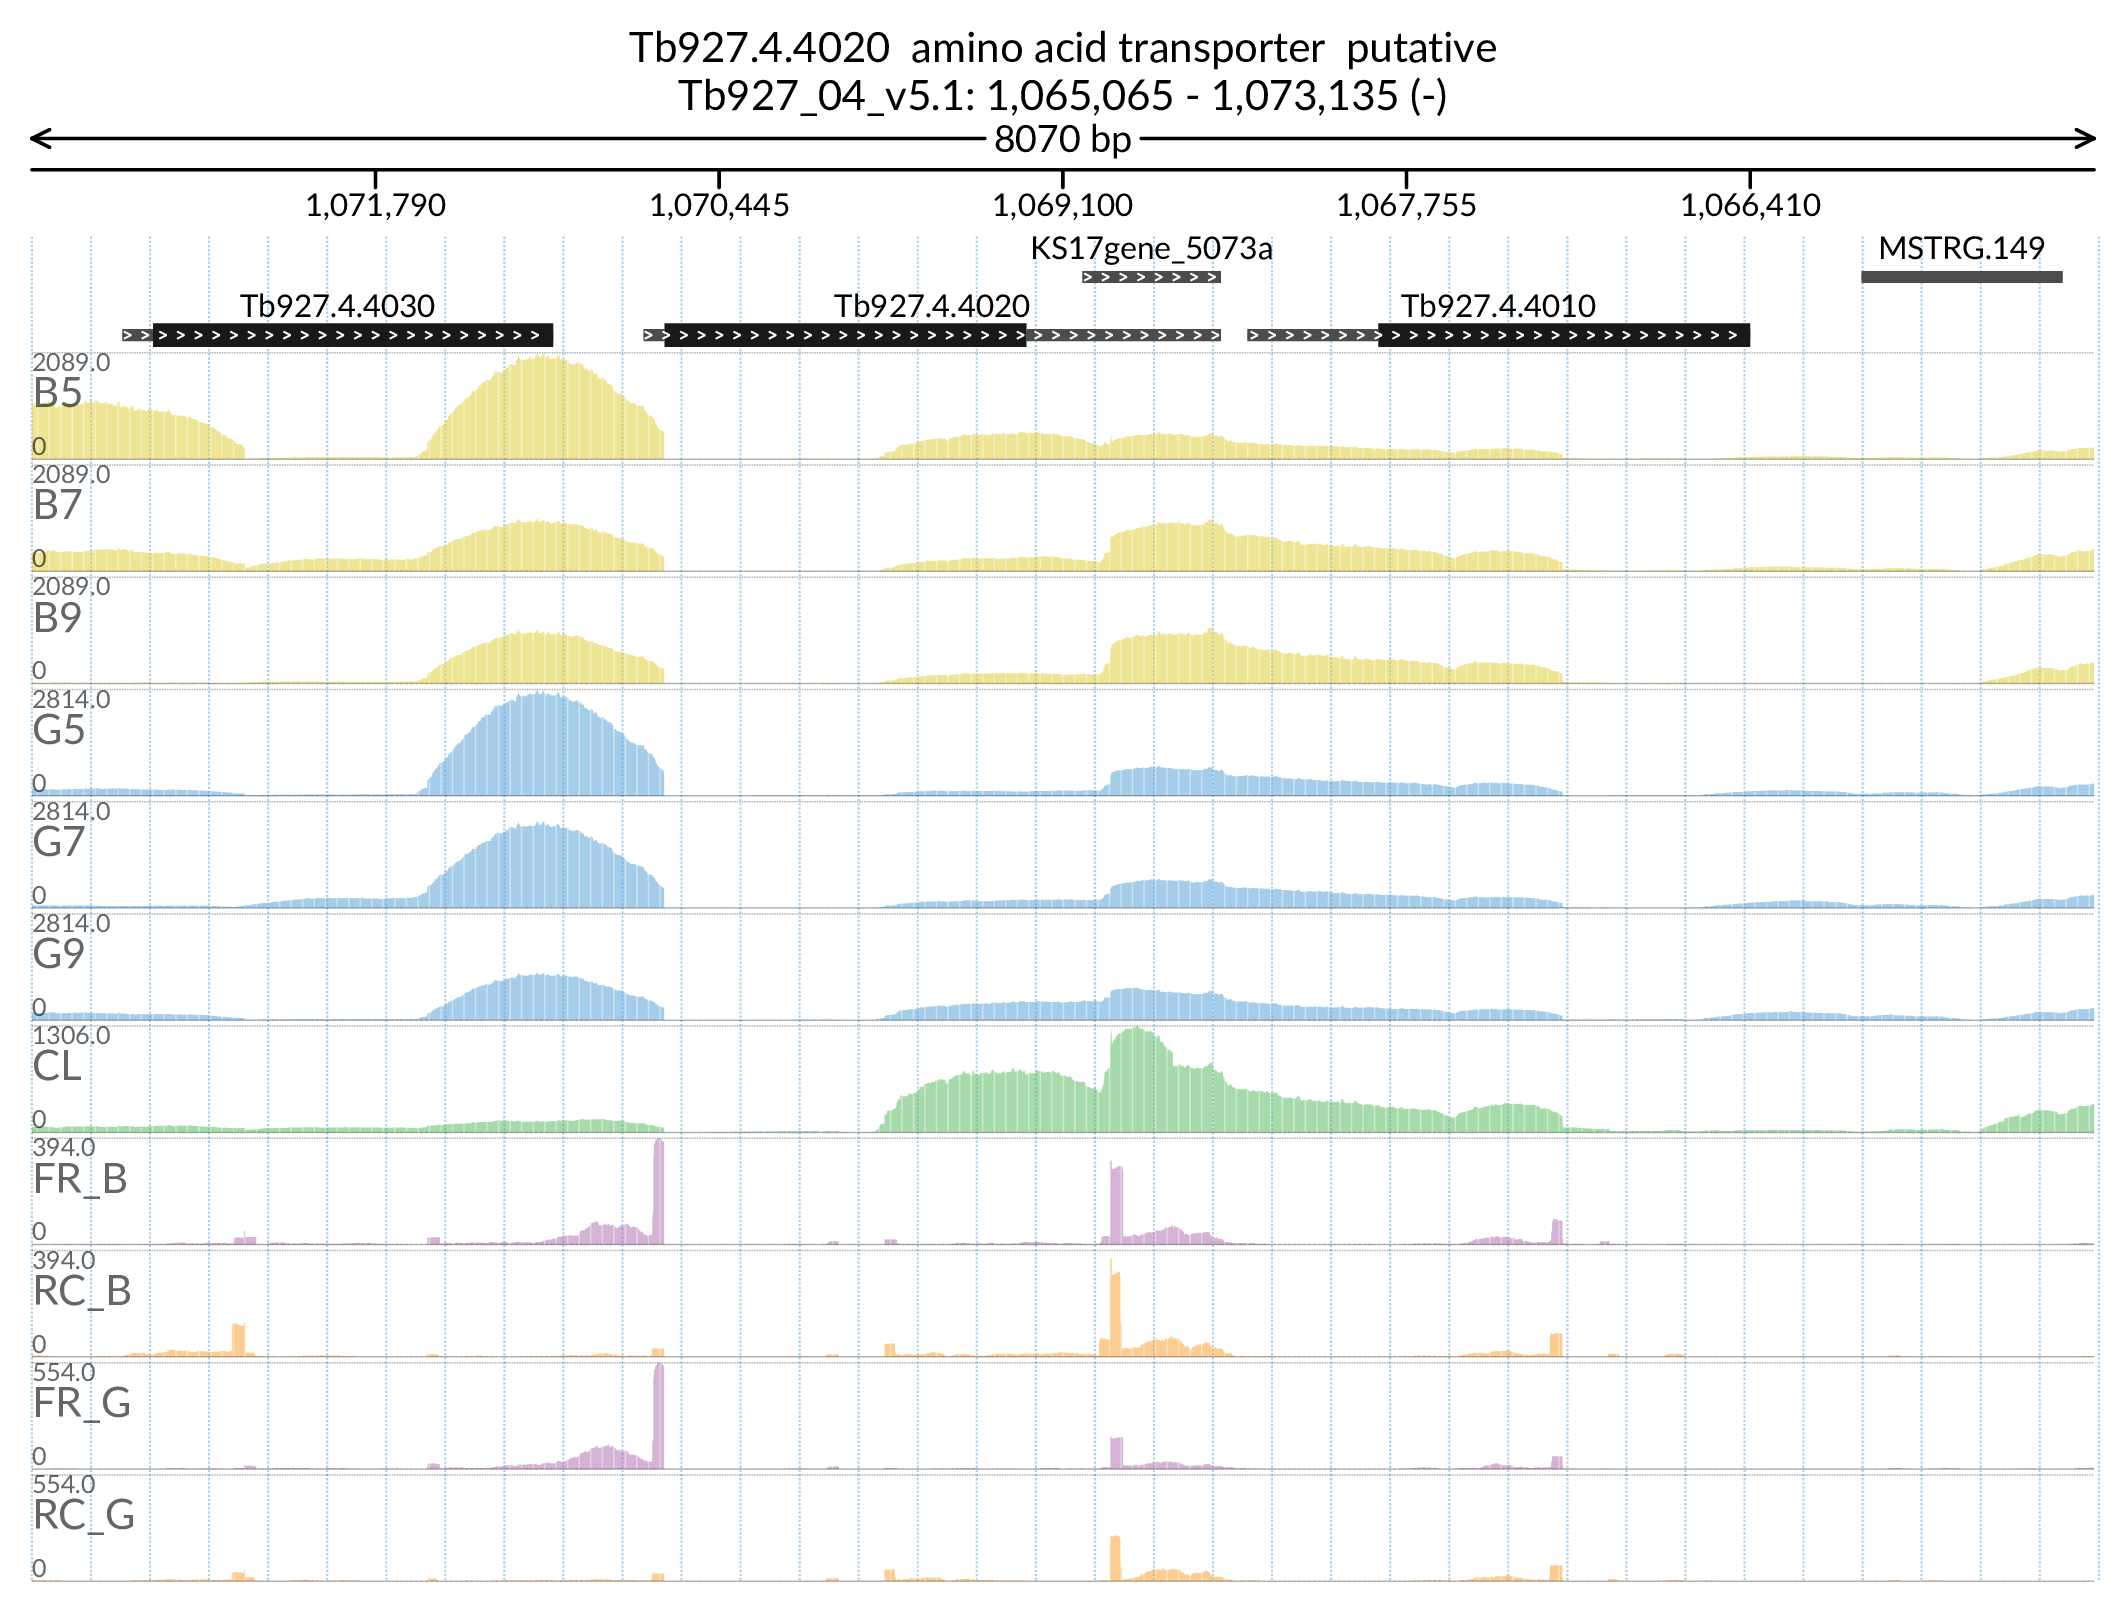 Tb927.4.4020  amino acid transporter  putative
Tb927_04_v5.1: 1,065,065 - 1,073,135 (-)
8070 bp
1,071,790 1,070,445 1,069,100 1,067,755 1,066,410
KS17gene_5073a MSTRG.149
Tb927.4.4030 Tb927.4.4020 Tb927.4.4010
2089.0
B5
0
2089.0
B7
0
2089.0
B9
0
2814.0
G5
0
2814.0
G7
0
2814.0
G9
0
1306.0
CL
0
394.0
FR_B
0
394.0
RC_B
0
554.0
FR_G
0
554.0
RC_G
0